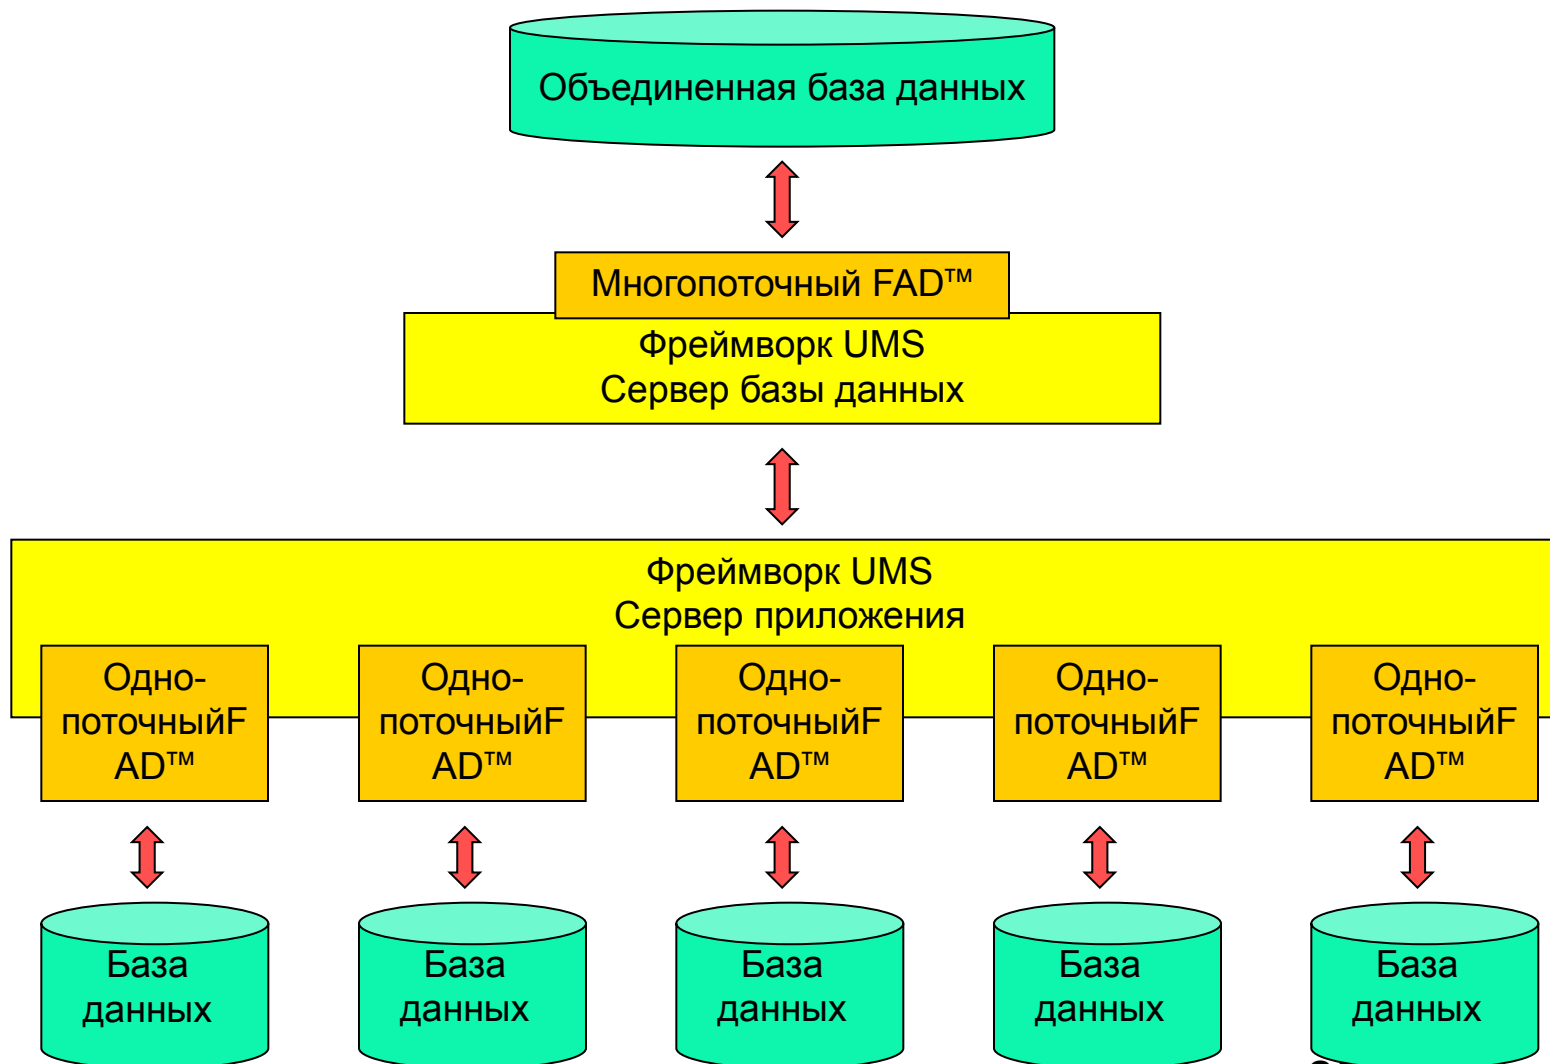 Объединенная база данных
Многопоточный FAD™
Фреймворк UMS
Сервер базы данных
Фреймворк UMS
Сервер приложения
Одно-
поточныйF
AD™
Одно-
поточныйF
AD™
Одно-
поточныйF
AD™
Одно-
поточныйF
AD™
Одно-
поточныйF
AD™
База
данных
База
данных
База
данных
База
данных
База
данных